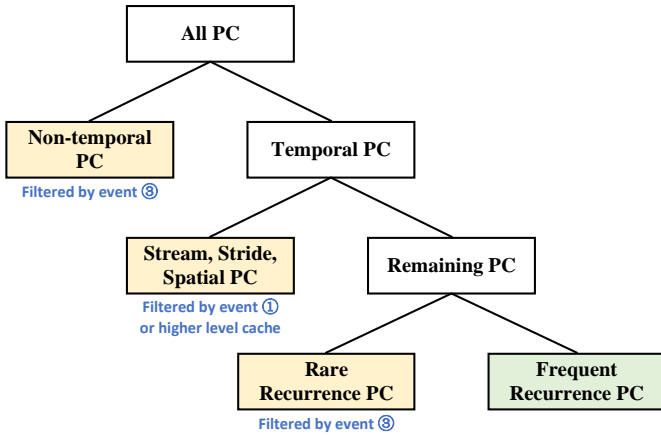 All PC
Non-temporal
PC
Filtered by event ③
Temporal PC
Stream, Stride,
Spatial PC
Filtered by event ①
or higher level cache
Remaining PC
Rare
Recurrence PC
Filtered by event ③
Frequent
Recurrence PC